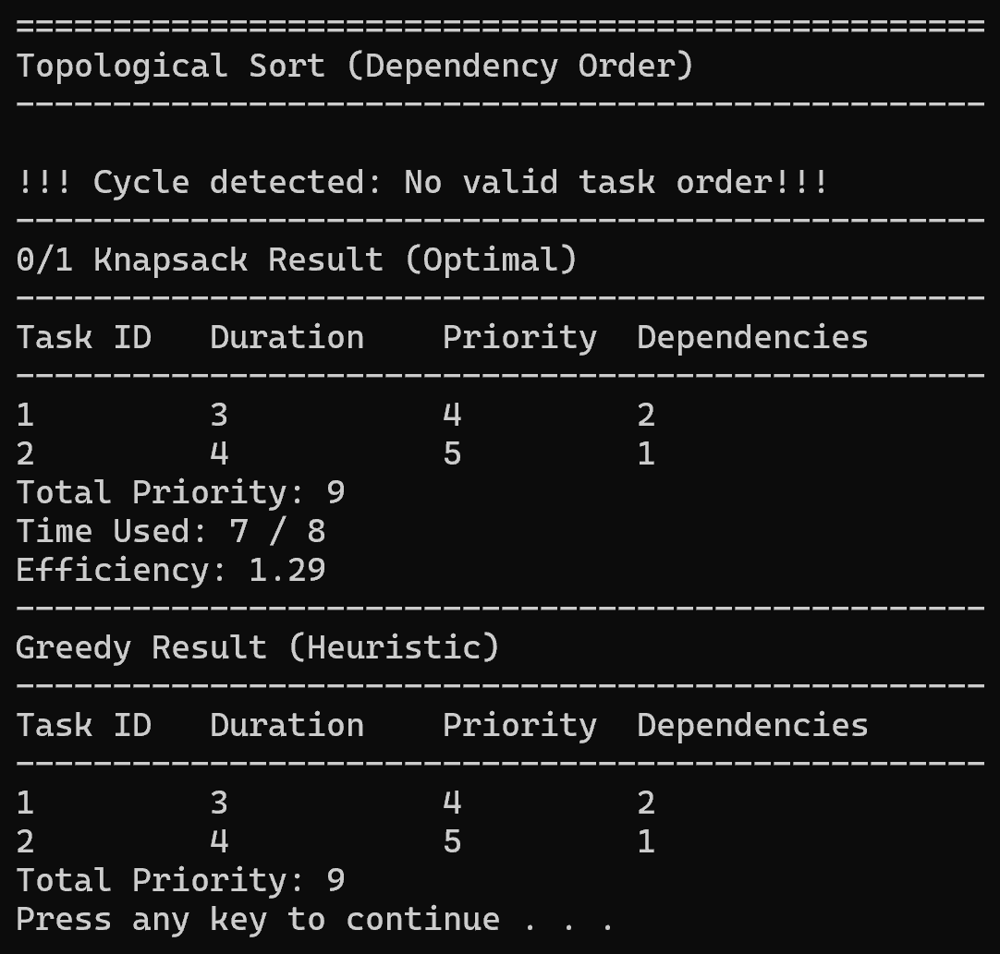 ==================================================
Topological Sort (Dependency Order)
--------------------------------------------------
!!! Cycle detected: No valid task order!!!
--------------------------------------------------
0/1 Knapsack Result (Optimal)
--------------------------------------------------
Task ID   Duration    Priority  Dependencies
--------------------------------------------------
1         3           4         2
2         4           5         1
Total Priority: 9
Time Used: 7 / 8
Efficiency: 1.29
--------------------------------------------------
Greedy Result (Heuristic)
--------------------------------------------------
Task ID   Duration    Priority  Dependencies
--------------------------------------------------
1         3           4         2
2         4           5         1
Total Priority: 9
Press any key to continue . . .